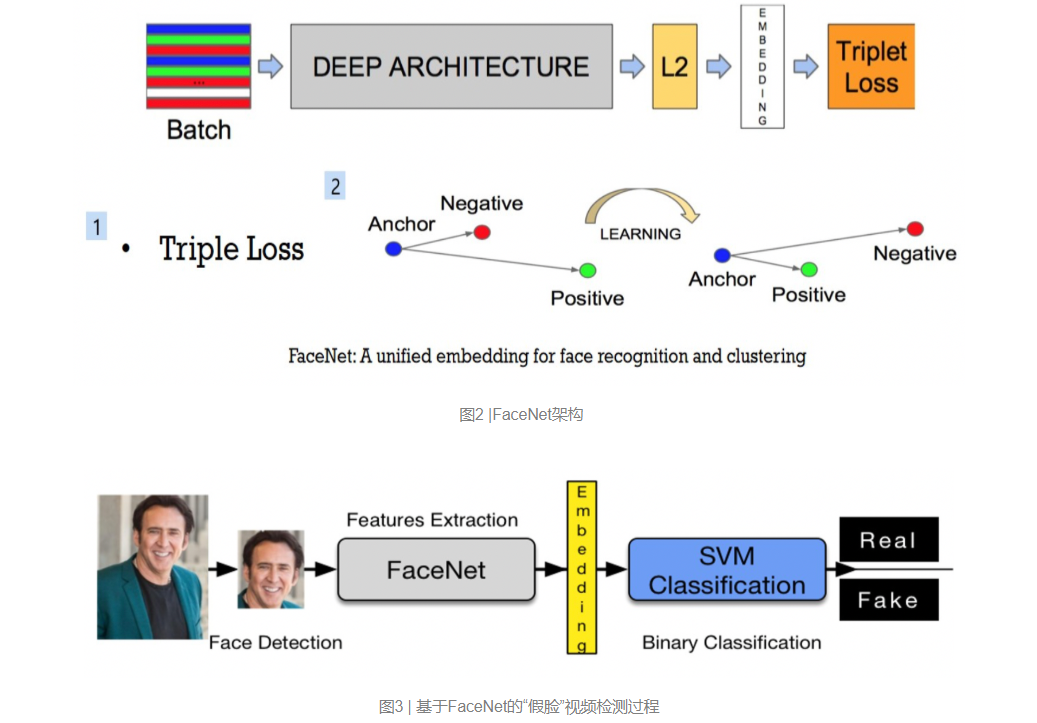 DEEP ARCHITECTURE
L2
EMBEDDING
Triplet
Loss
...
Batch
1
• Triple Loss
2
Anchor
Negative
Positive
LEARNING
Anchor
Positive
Negative
FaceNet: A unified embedding for face recognition and clustering
图2 |FaceNet架构
Face Detection
Features Extraction
FaceNet
Embedding
SVM
Classification
Binary Classification
Real
Fake
图3 | 基于FaceNet的“假脸”视频检测过程